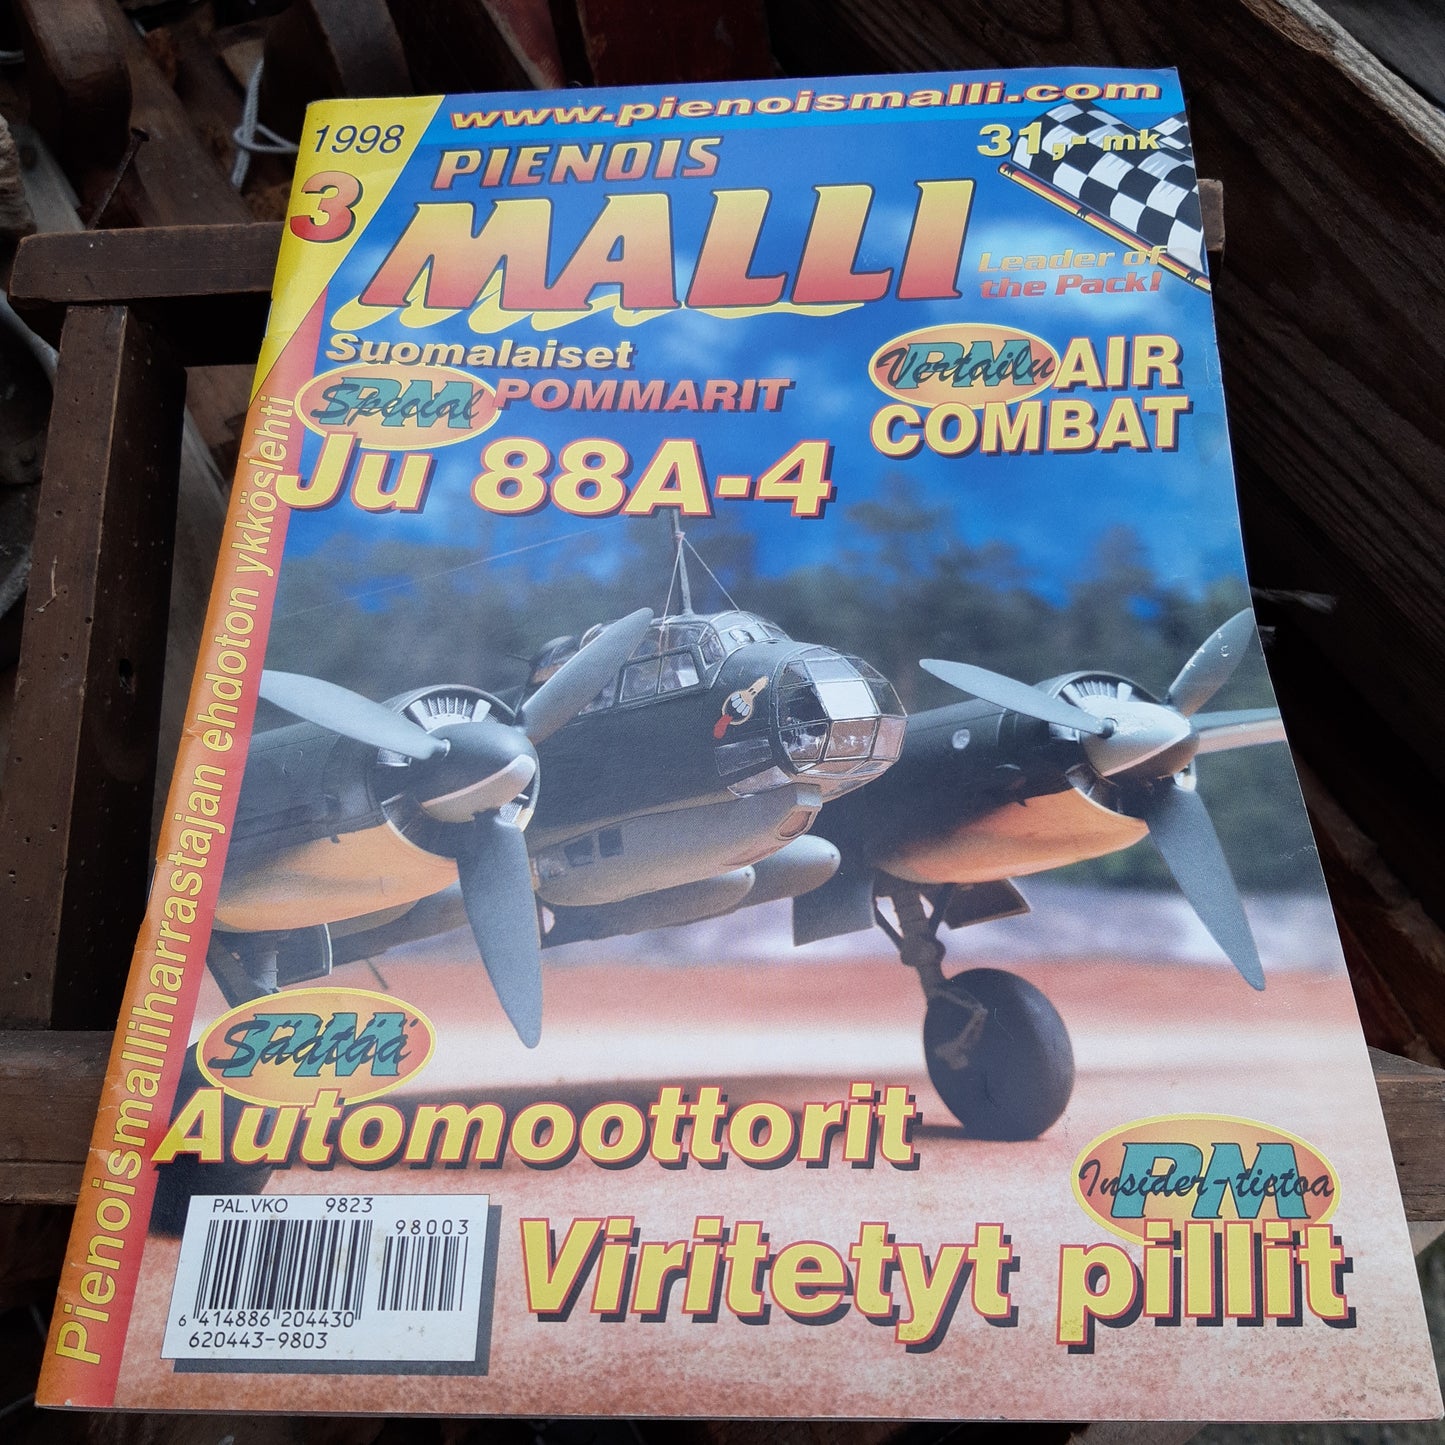 www.pienoismalli.com
1998
3
PIENOIS
MALLI
31,- mk
Leader of
the Pack!
Suomalaiset
PM Special
POMMARIT
Ju 88A-4
PM Vertailu
AIR
COMBAT
Pienoismalliharrastajan ehdoton ykköslehti
PM Säätää
Automoottorit
PM Insider-tietoa
Viritetyt pillit
PAL.VKO 9823
98003
6 414886 204430
620443-9803